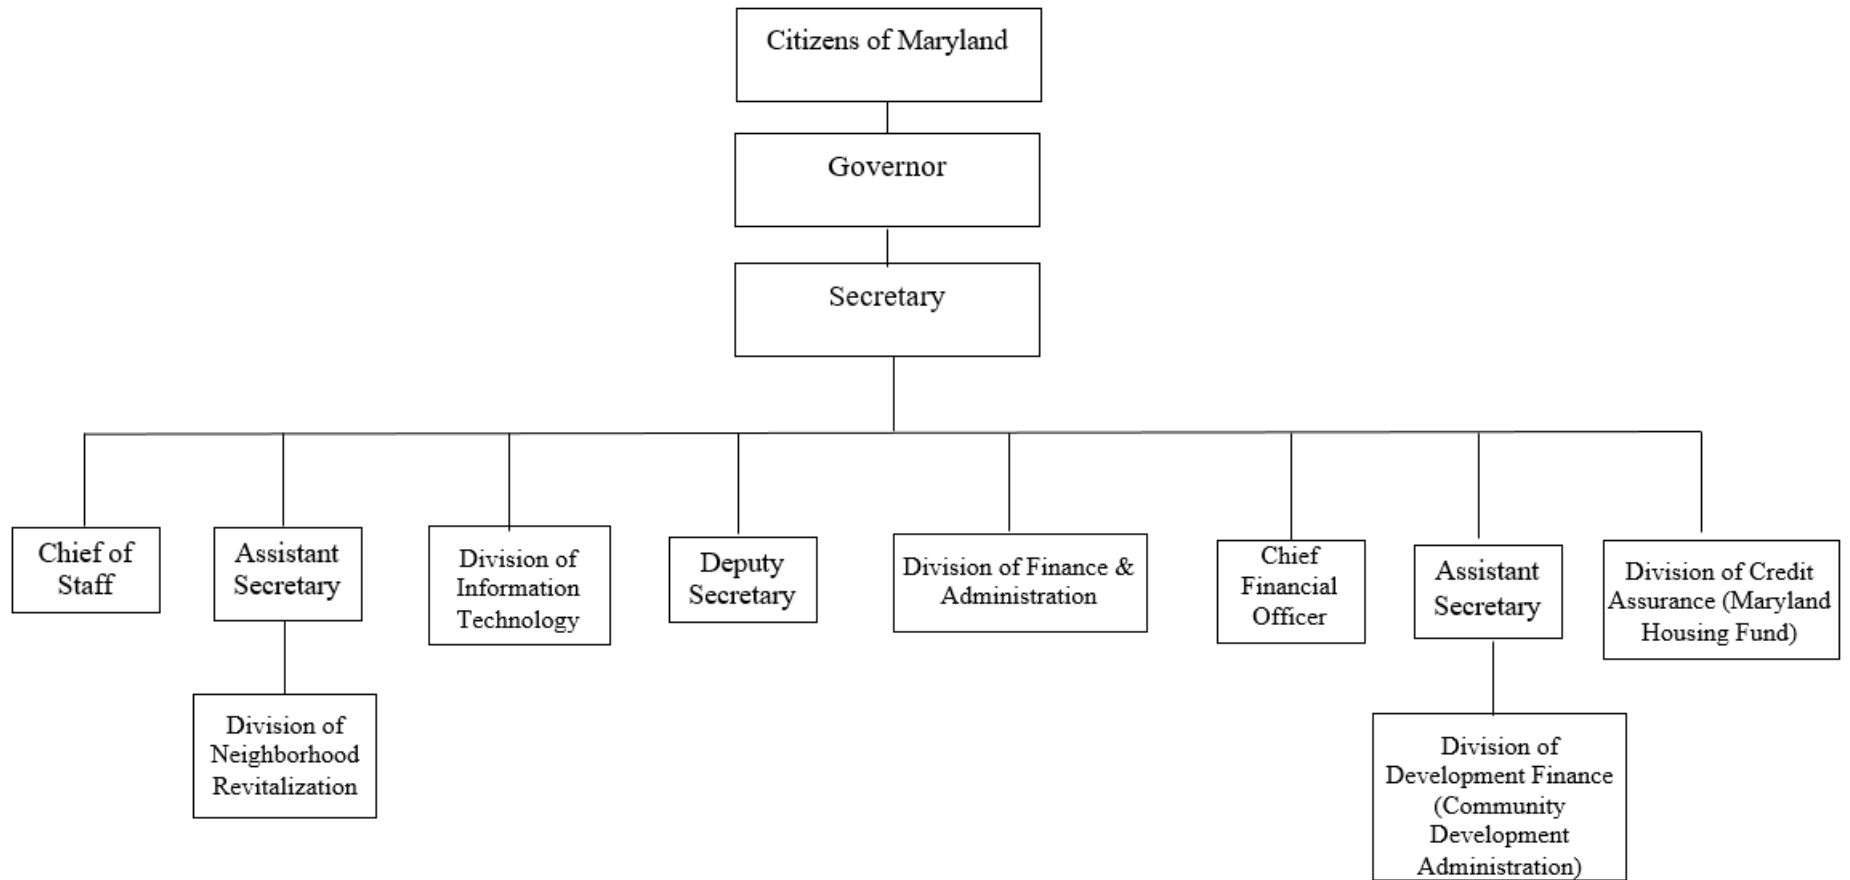 Citizens of Maryland
Governor
Secretary
Chief of
Staff
Assistant
Secretary
Division of
Information
Technology
Deputy
Secretary
Division of Finance &
Administration
Chief
Financial
Officer
Assistant
Secretary
Division of Credit
Assurance (Maryland
Housing Fund)
Division of
Neighborhood
Revitalization
Division of
Development Finance
(Community
Development
Administration)